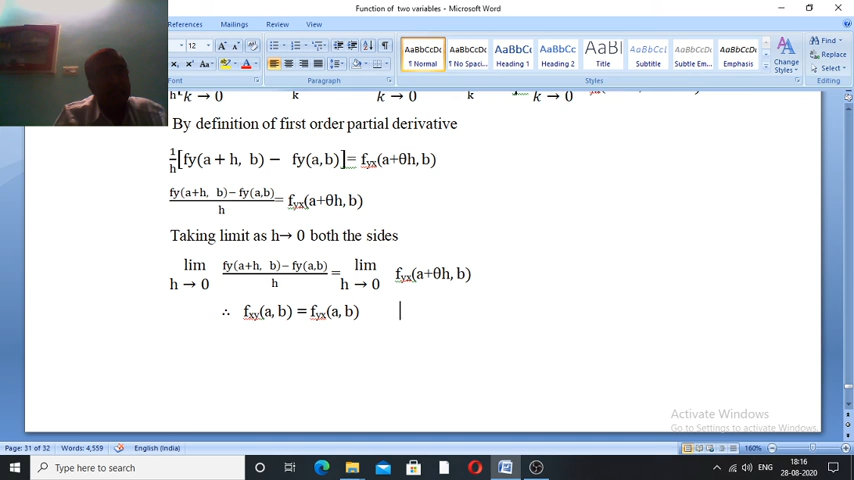 Function of two variables - Microsoft Word
References Mailings Review View
12
AaBbCcDc AaBbCcDc AaBbC AaBbCc AaBl AaBbCcL AaBbCcDc AaBbCcDc
¶ Normal ¶ No Spaci... Heading 1 Heading 2 Title Subtitle Subtle Em... Emphasis
Change Styles
Find
Replace
Select
Font Paragraph Styles Editing
k → 0 k k → 0 k k → 0
By definition of first order partial derivative
1/h[fy(a + h, b) − fy(a, b)]= fyx(a+θh, b)
fy(a+h, b)−fy(a,b)/h = fyx(a+θh, b)
Taking limit as h→ 0 both the sides
lim h → 0 fy(a+h, b)−fy(a,b)/h = lim h → 0 fyx(a+θh, b)
∴ fxy(a, b) = fyx(a, b)
Activate Windows
Go to Settings to activate Windows.
Page: 31 of 32 Words: 4,559 English (India) 160%
Type here to search
ENG
18:16
28-08-2020